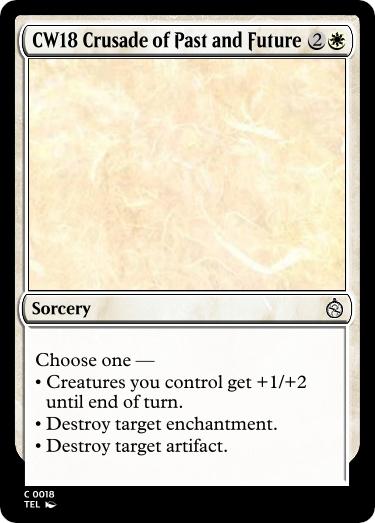 CW18 Crusade of Past and Future 2
Sorcery
Choose one —
• Creatures you control get +1/+2
until end of turn.
• Destroy target enchantment.
• Destroy target artifact.
C 0018
TEL